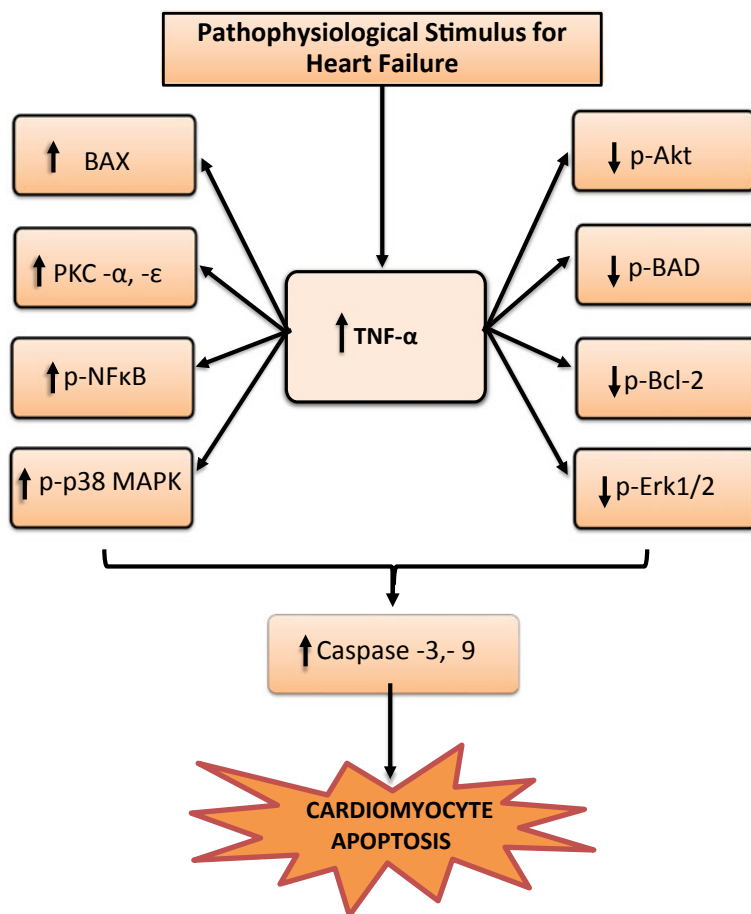 Pathophysiological Stimulus for
Heart Failure
↑ BAX
↑ PKC -α, -ε
↑ p-NFκB
↑ p-p38 MAPK
↑ TNF-α
↓ p-Akt
↓ p-BAD
↓ p-Bcl-2
↓ p-Erk1/2
↑ Caspase -3,- 9
CARDIOMYOCYTE
APOPTOSIS